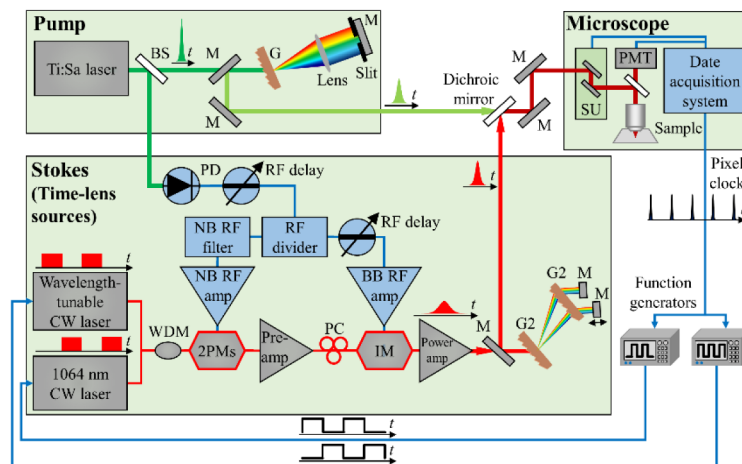 Pump
BS
t
M
G
M
Lens
Slit
Ti:Sa laser
M
t
Dichroic
mirror
M
M
Microscope
PMT
SU
Sample
Date
acquisition
system
Pixel
clock
t
Stokes
(Time-lens
sources)
PD
RF delay
NB RF
filter
RF
divider
RF delay
t
NB RF
amp
BB RF
amp
t
Wavelength-
tunable
CW laser
WDM
t
1064 nm
CW laser
2PMs
Pre-
amp
PC
IM
t
Power
amp
M
G2
G2
M
M
Function
generators
t
t